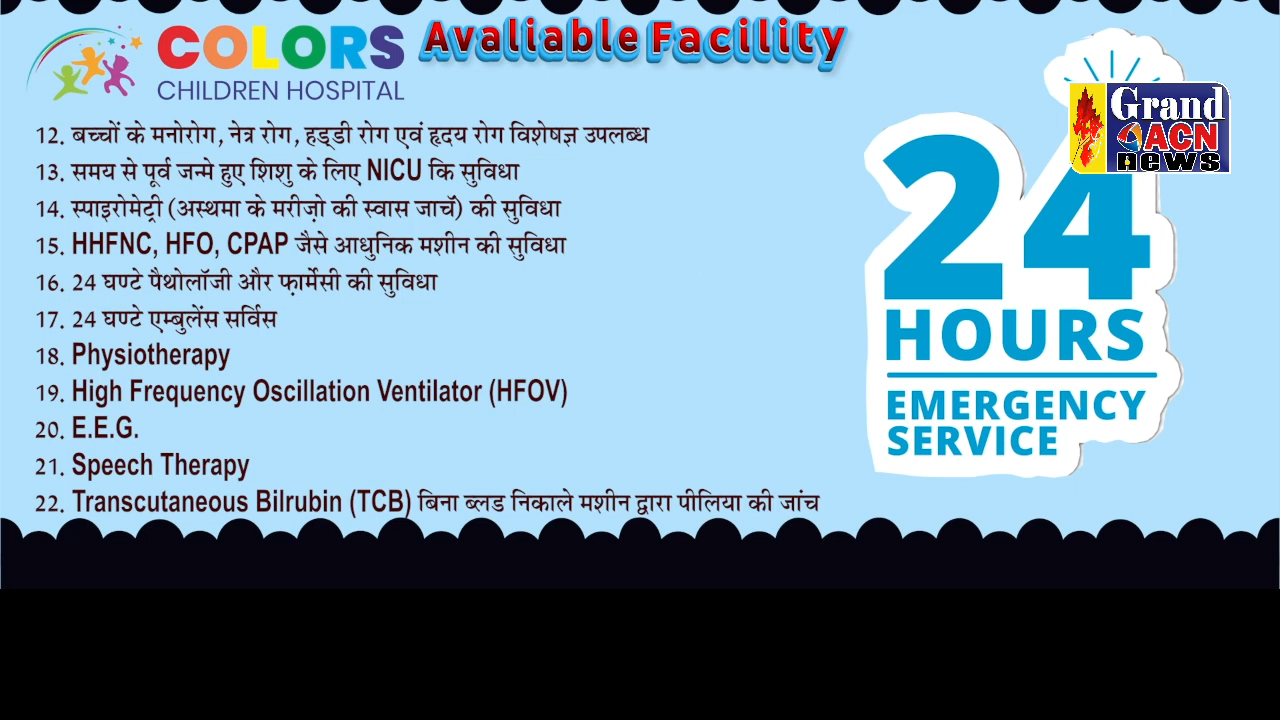 COLORS
CHILDREN HOSPITAL
Avaliable Facility
12. बच्चों के मनोरोग, नेत्र रोग, हड्डी रोग एवं हृदय रोग विशेषज्ञ उपलब्ध
13. समय से पूर्व जन्मे हुए शिशु के लिए NICU कि सुविधा
14. स्पाइरोमेट्री (अस्थमा के मरीज़ो की स्वास जाचॅ) की सुविधा
15. HHFNC, HFO, CPAP जैसे आधुनिक मशीन की सुविधा
16. 24 घण्टे पैथोलॉजी और फ़ार्मेसी की सुविधा
17. 24 घण्टे एम्बुलेंस सर्विस
18. Physiotherapy
19. High Frequency Oscillation Ventilator (HFOV)
20. E.E.G.
21. Speech Therapy
22. Transcutaneous Bilrubin (TCB) बिना ब्लड निकाले मशीन द्वारा पीलिया की जांच
Grand
ACN
news
24
HOURS
EMERGENCY
SERVICE